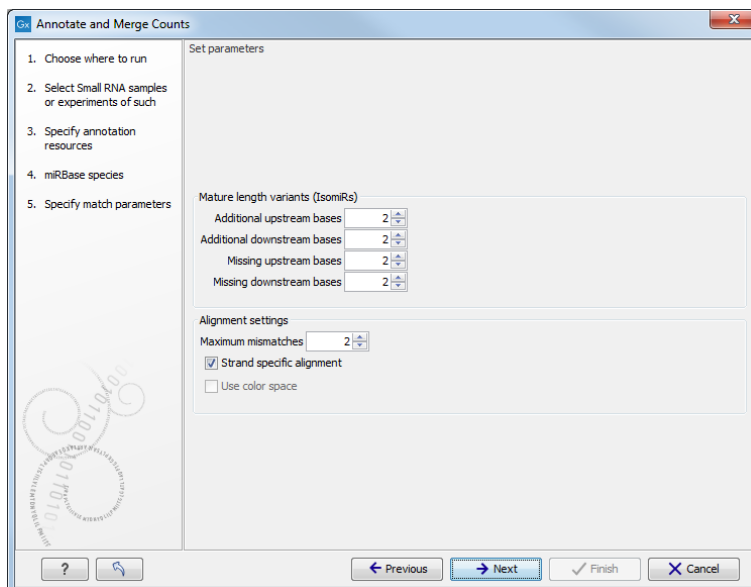 Gx Annotate and Merge Counts
1. Choose where to run
2. Select Small RNA samples
or experiments of such
3. Specify annotation
resources
4. miRBase species
5. Specify match parameters
Set parameters
Mature length variants (IsomiRs)
Additional upstream bases 2
Additional downstream bases 2
Missing upstream bases 2
Missing downstream bases 2
Alignment settings
Maximum mismatches 2
Strand specific alignment
Use color space
? Previous Next Finish Cancel